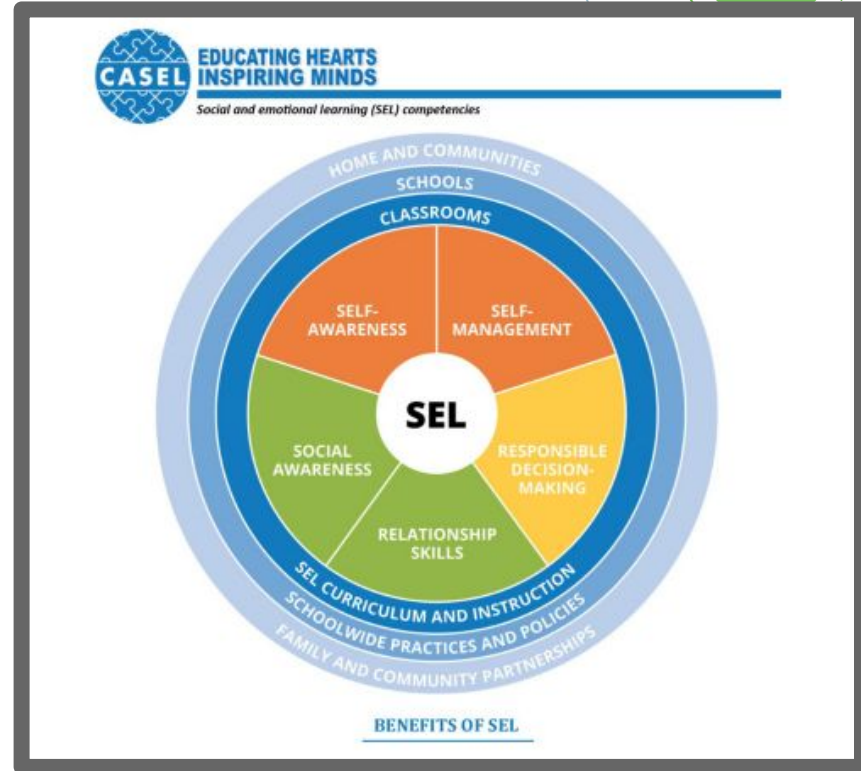 CASEL
EDUCATING HEARTS
INSPIRING MINDS
Social and emotional learning (SEL) competencies
HOME AND COMMUNITIES
SCHOOLS
CLASSROOMS
SELF-
AWARENESS
SELF-
MANAGEMENT
SEL
SOCIAL
AWARENESS
RESPONSIBLE
DECISION-
MAKING
RELATIONSHIP
SKILLS
SEL CURRICULUM AND INSTRUCTION
SCHOOLWIDE PRACTICES AND POLICIES
FAMILY AND COMMUNITY PARTNERSHIPS
BENEFITS OF SEL